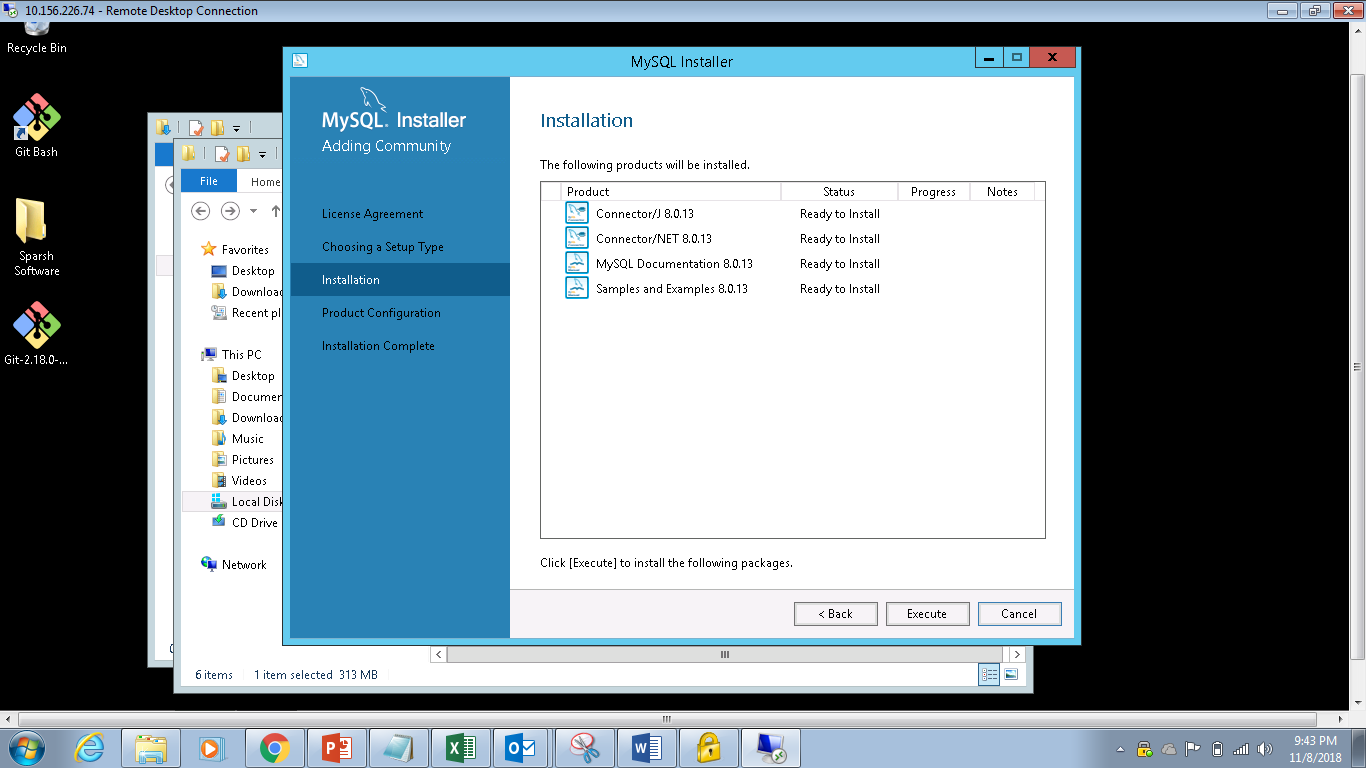 10.156.226.74 - Remote Desktop Connection
Recycle Bin
Git Bash
Sparsh
Software
Git-2.18.0-...
File
Home
Favorites
Desktop
Downloa
Recent pl
This PC
Desktop
Documen
Downloa
Music
Pictures
Videos
Local Disk
CD Drive
Network
6 items
1 item selected 313 MB
MySQL Installer
MySQL. Installer
Adding Community
License Agreement
Choosing a Setup Type
Installation
Product Configuration
Installation Complete
Installation
The following products will be installed.
Product Status Progress Notes
Connector/J 8.0.13 Ready to Install
Connector/NET 8.0.13 Ready to Install
MySQL Documentation 8.0.13 Ready to Install
Samples and Examples 8.0.13 Ready to Install
Click [Execute] to install the following packages.
< Back Execute Cancel
9:43 PM
11/8/2018